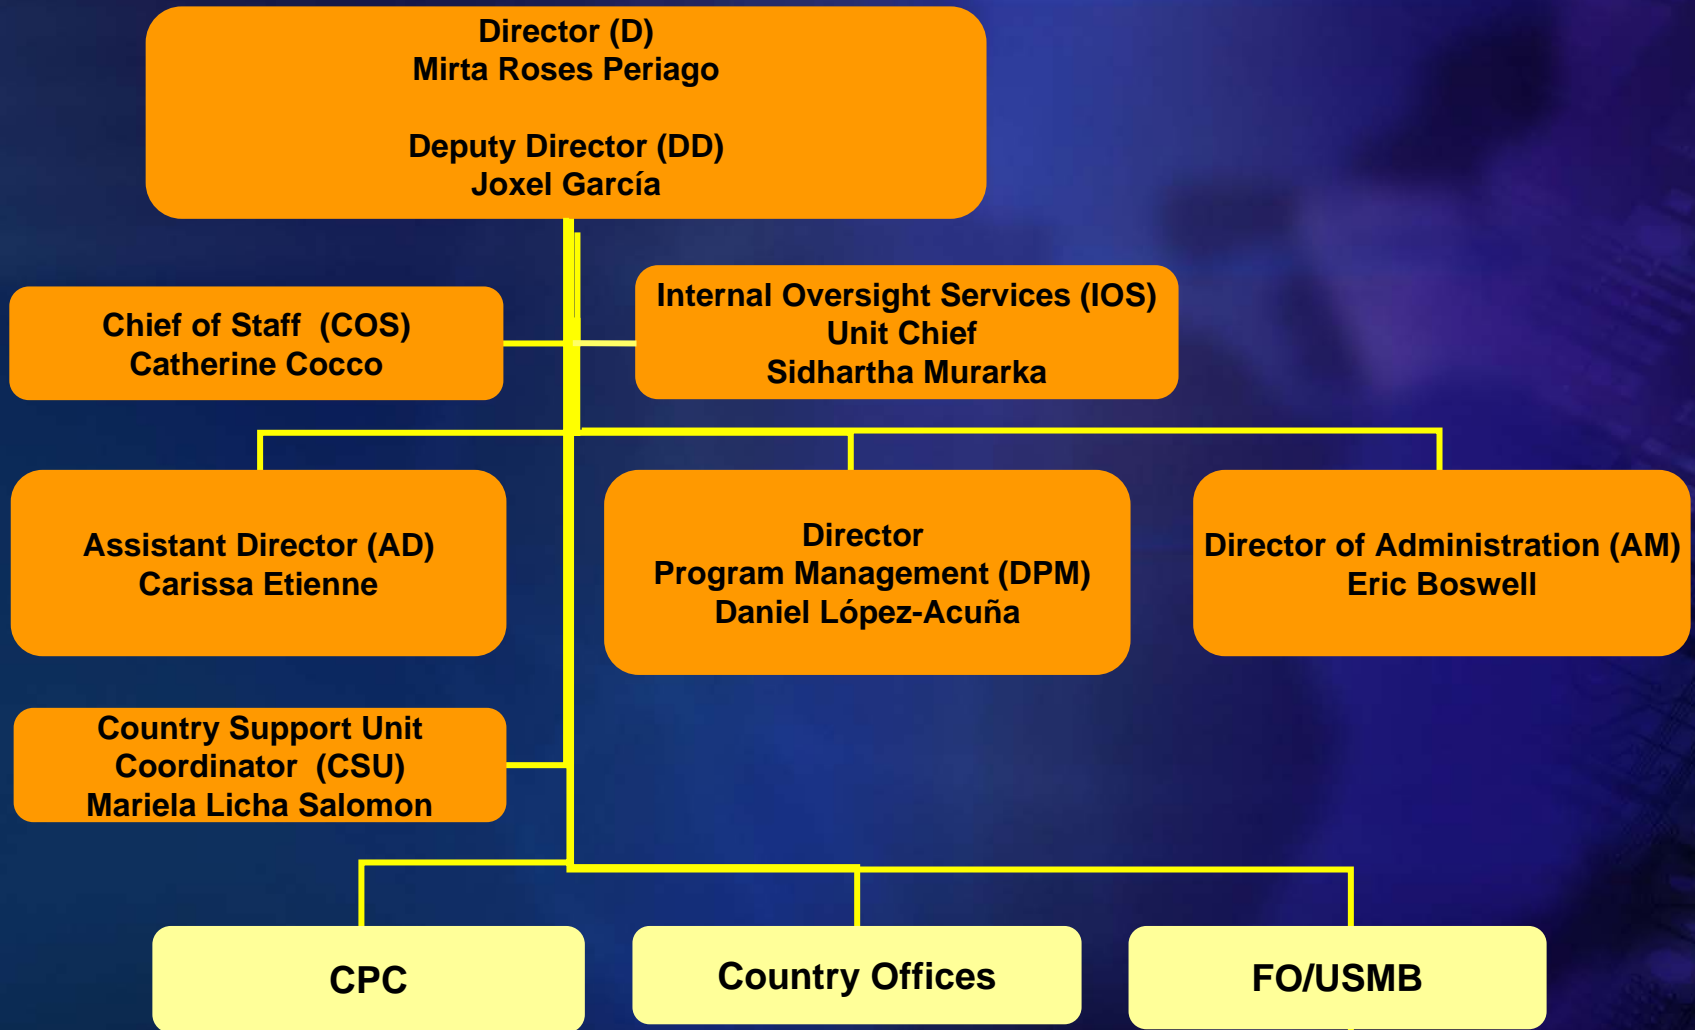 Director (D)
Mirta Roses Periago
Deputy Director (DD)
Joxel García
Chief of Staff  (COS)
Catherine Cocco
Internal Oversight Services (IOS)
Unit Chief
Sidhartha Murarka
Assistant Director (AD)
Carissa Etienne
Director
Program Management (DPM)
Daniel López-Acuña
Director of Administration (AM)
Eric Boswell
Country Support Unit
Coordinator  (CSU)
Mariela Licha Salomon
CPC
Country Offices
FO/USMB